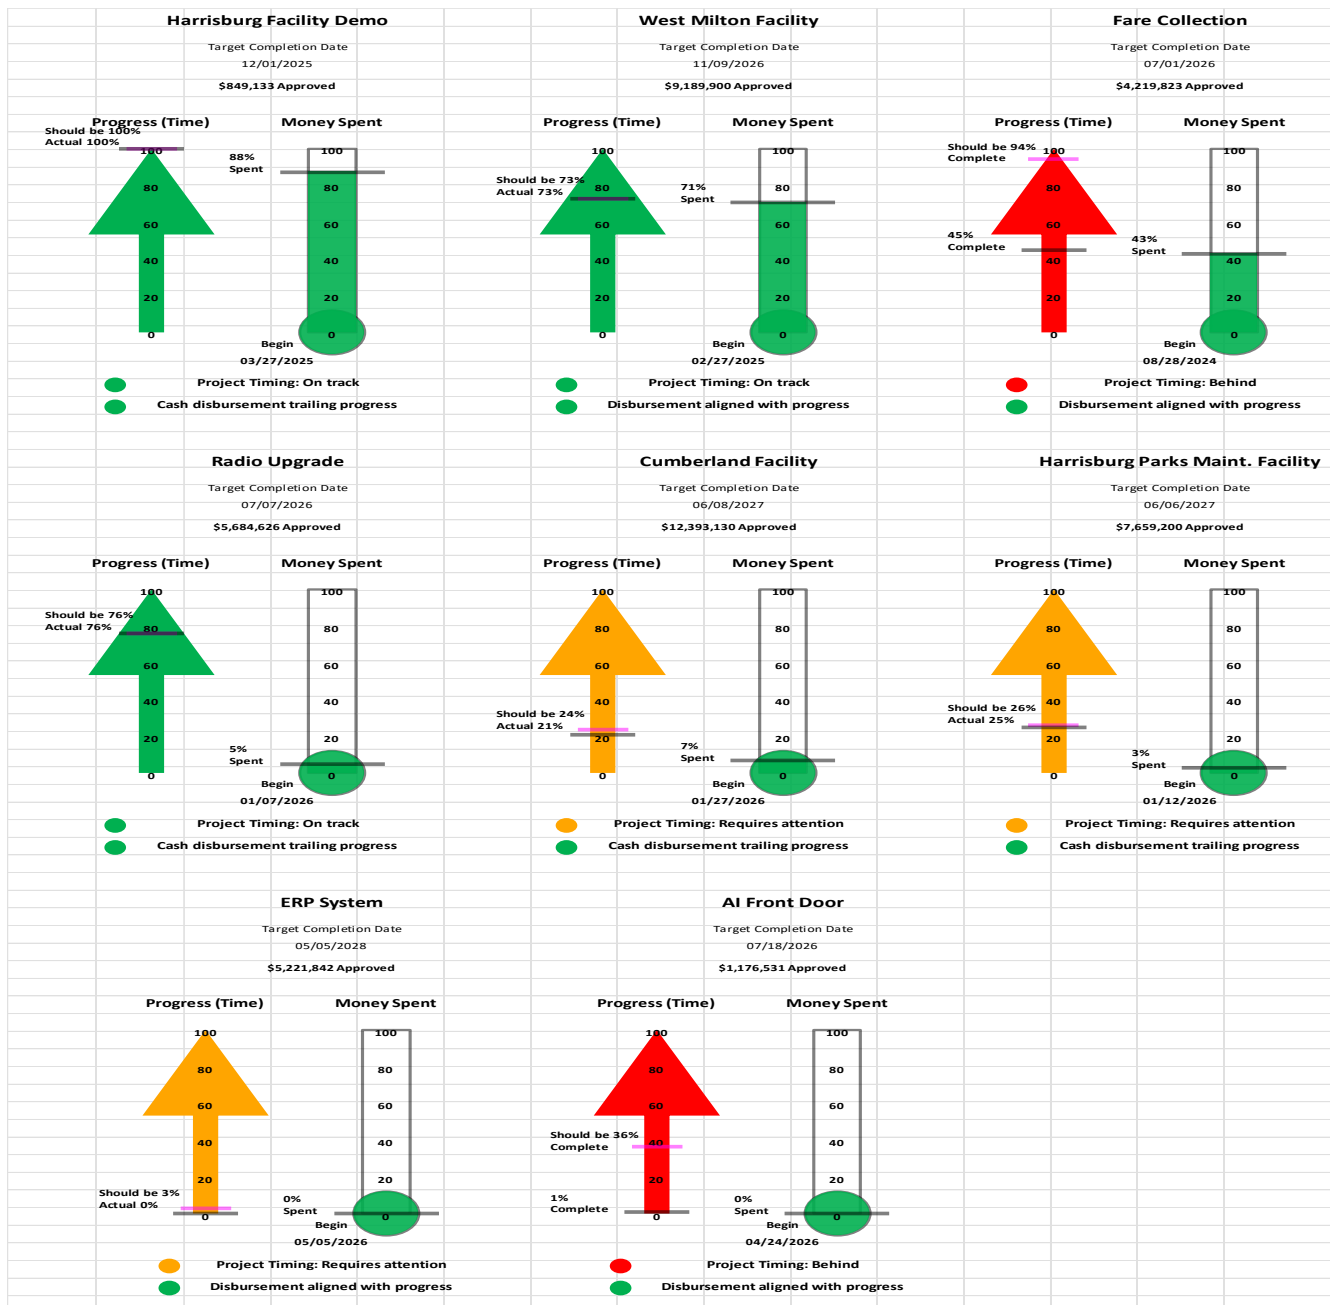 Harrisburg Facility Demo
Target Completion Date
12/01/2025
$849,133 Approved
Progress (Time)
Money Spent
Should be 100%
Actual 100%
88%
Spent
100
80
60
40
20
0
100
80
60
40
20
0
Begin
03/27/2025
Project Timing: On track
Cash disbursement trailing progress
West Milton Facility
Target Completion Date
11/09/2026
$9,189,900 Approved
Progress (Time)
Money Spent
Should be 73%
Actual 73%
71%
Spent
100
80
60
40
20
0
100
80
60
40
20
0
Begin
02/27/2025
Project Timing: On track
Disbursement aligned with progress
Fare Collection
Target Completion Date
07/01/2026
$4,219,823 Approved
Progress (Time)
Money Spent
Should be 94%
Complete
45%
Complete
43%
Spent
100
80
60
40
20
0
100
80
60
40
20
0
Begin
08/28/2024
Project Timing: Behind
Disbursement aligned with progress
Radio Upgrade
Target Completion Date
07/07/2026
$5,684,626 Approved
Progress (Time)
Money Spent
Should be 76%
Actual 76%
5%
Spent
100
80
60
40
20
0
100
80
60
40
20
0
Begin
01/07/2026
Project Timing: On track
Cash disbursement trailing progress
Cumberland Facility
Target Completion Date
06/08/2027
$12,393,130 Approved
Progress (Time)
Money Spent
Should be 24%
Actual 21%
7%
Spent
100
80
60
40
20
0
100
80
60
40
20
0
Begin
01/27/2026
Project Timing: Requires attention
Cash disbursement trailing progress
Harrisburg Parks Maint. Facility
Target Completion Date
06/06/2027
$7,659,200 Approved
Progress (Time)
Money Spent
Should be 26%
Actual 25%
3%
Spent
100
80
60
40
20
0
100
80
60
40
20
0
Begin
01/12/2026
Project Timing: Requires attention
Cash disbursement trailing progress
ERP System
Target Completion Date
05/05/2028
$5,221,842 Approved
Progress (Time)
Money Spent
Should be 3%
Actual 0%
0%
Spent
100
80
60
40
20
0
100
80
60
40
20
0
Begin
05/05/2026
Project Timing: Requires attention
Disbursement aligned with progress
AI Front Door
Target Completion Date
07/18/2026
$1,176,531 Approved
Progress (Time)
Money Spent
Should be 36%
Complete
1%
Complete
0%
Spent
100
80
60
40
20
0
100
80
60
40
20
0
Begin
04/24/2026
Project Timing: Behind
Disbursement aligned with progress